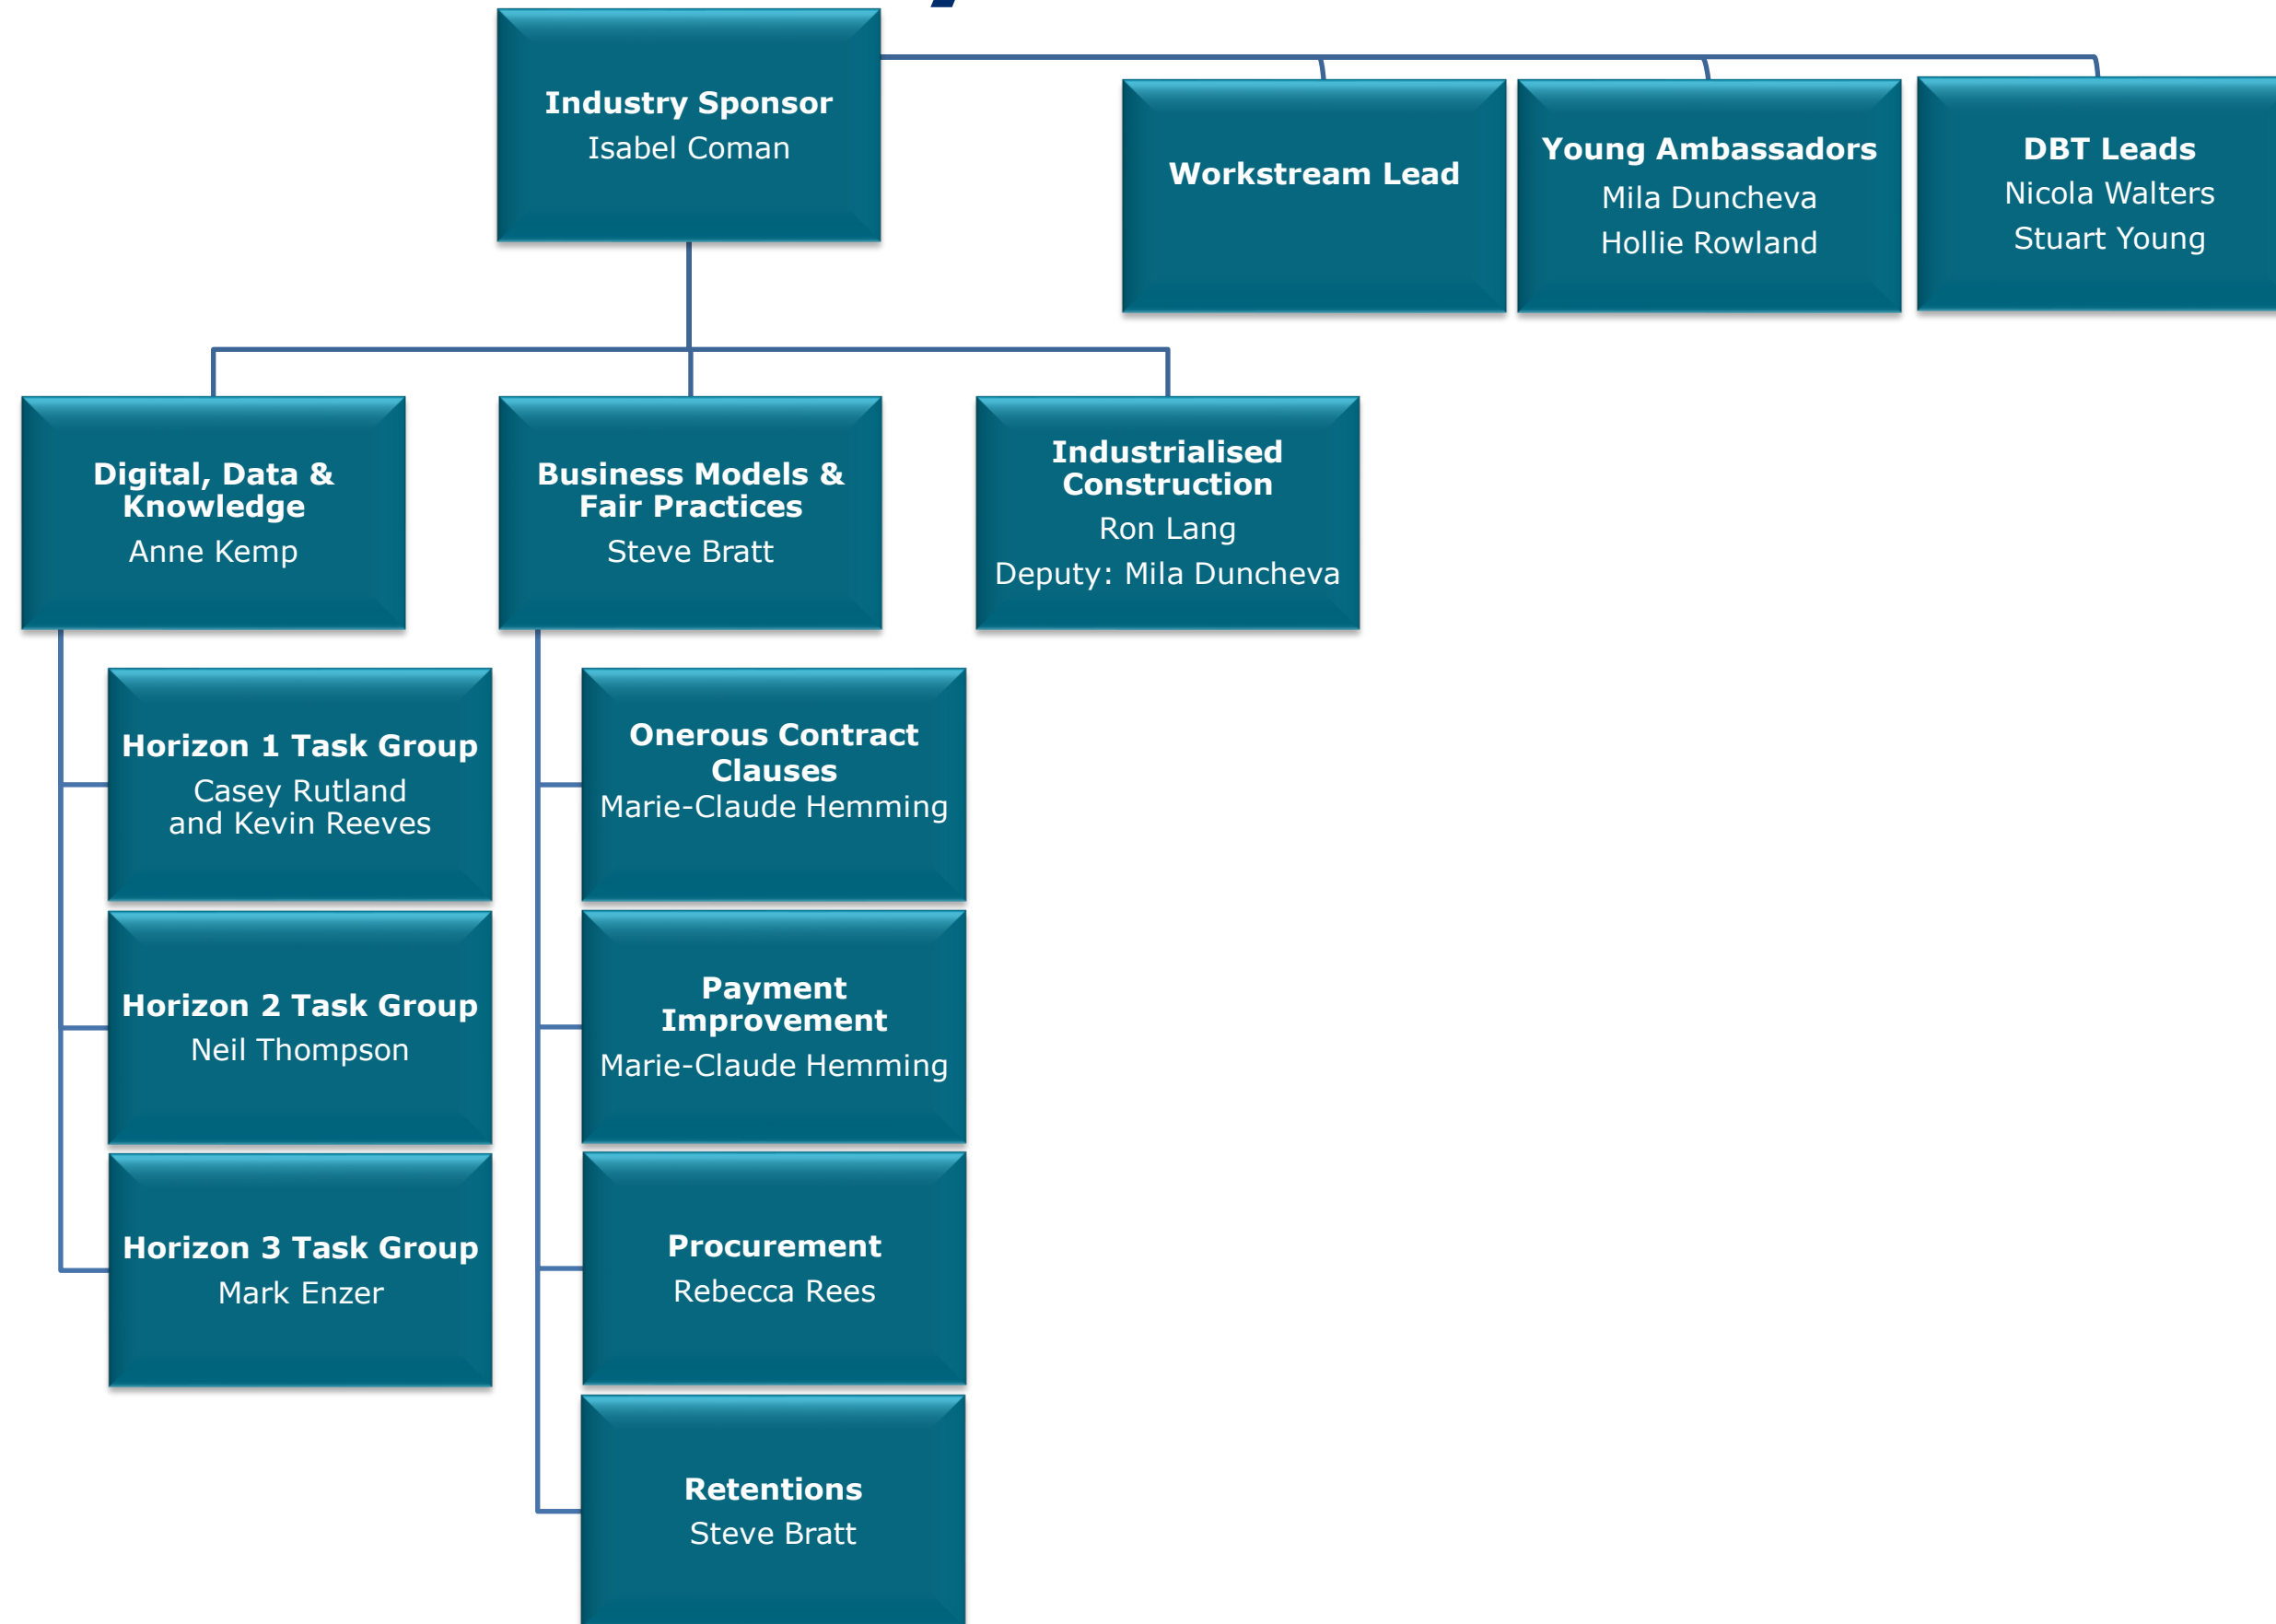 Industry Sponsor
Isabel Coman
Workstream Lead
Young Ambassadors
Mila Duncheva
Hollie Rowland
DBT Leads
Nicola Walters
Stuart Young
Digital, Data &
Knowledge
Anne Kemp
Business Models &
Fair Practices
Steve Bratt
Industrialised
Construction
Ron Lang
Deputy: Mila Duncheva
Horizon 1 Task Group
Casey Rutland
and Kevin Reeves
Horizon 2 Task Group
Neil Thompson
Horizon 3 Task Group
Mark Enzer
Onerous Contract
Clauses
Marie-Claude Hemming
Payment
Improvement
Marie-Claude Hemming
Procurement
Rebecca Rees
Retentions
Steve Bratt